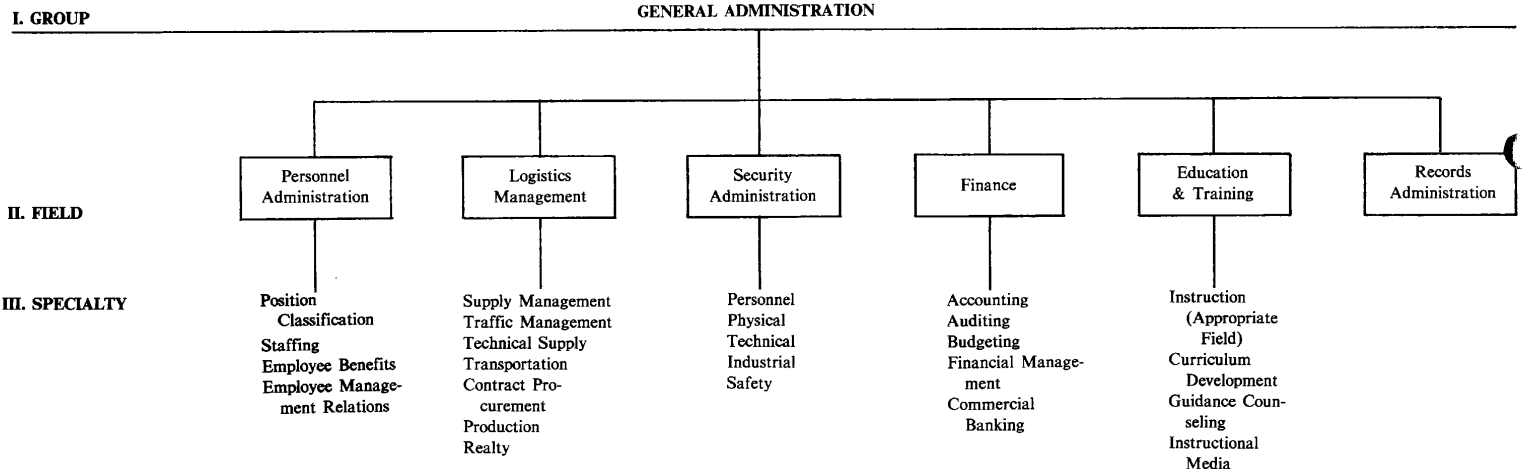 I. GROUP
GENERAL ADMINISTRATION
II. FIELD
Personnel
Administration
Logistics
Management
Security
Administration
Finance
Education
& Training
Records
Administration
III. SPECIALTY
Position
Classification
Staffing
Employee Benefits
Employee Manage-
ment Relations
Supply Management
Traffic Management
Technical Supply
Transportation
Contract Pro-
curement
Production
Realty
Personnel
Physical
Technical
Industrial
Safety
Accounting
Auditing
Budgeting
Financial Manage-
ment
Commercial
Banking
Instruction
(Appropriate
Field)
Curriculum
Development
Guidance Coun-
seling
Instructional
Media